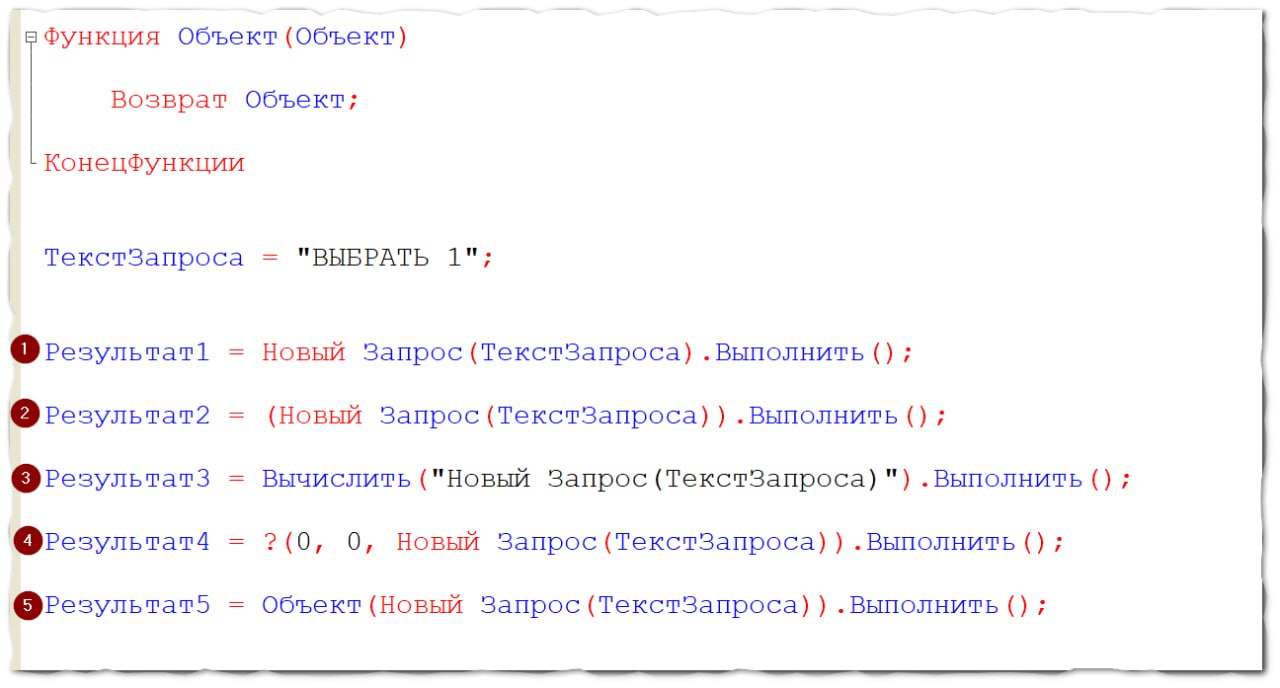 Функция Объект(Объект)
Возврат Объект;
КонецФункции
ТекстЗапроса = "ВЫБРАТЬ 1";
1 Результат1 = Новый Запрос(ТекстЗапроса).Выполнить();
2 Результат2 = (Новый Запрос(ТекстЗапроса)).Выполнить();
3 Результат3 = Вычислить("Новый Запрос(ТекстЗапроса)").Выполнить();
4 Результат4 = ?(0, 0, Новый Запрос(ТекстЗапроса)).Выполнить();
5 Результат5 = Объект(Новый Запрос(ТекстЗапроса)).Выполнить();